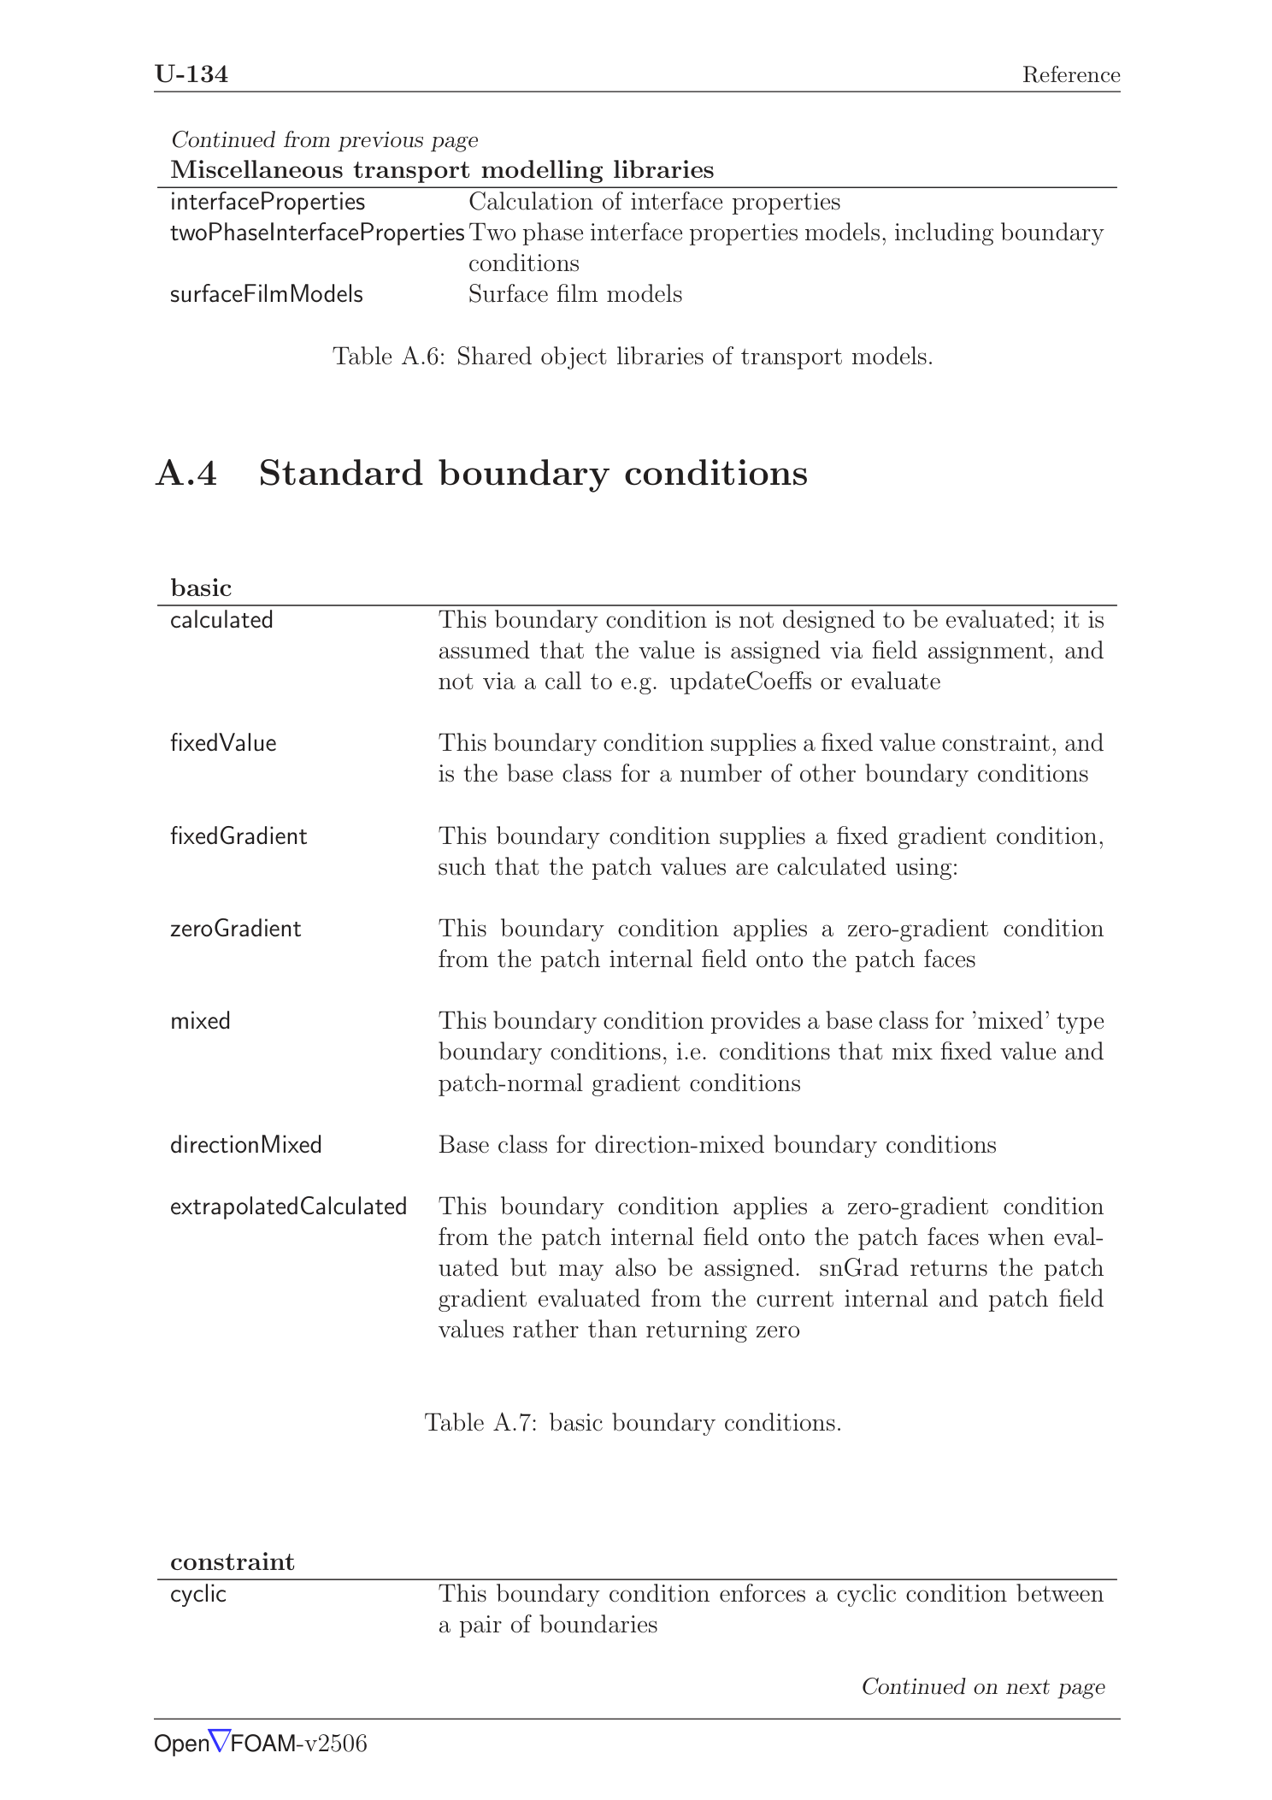 U-134 Reference
Continued from previous page
Miscellaneous transport modelling libraries
interfaceProperties Calculation of interface properties
twoPhaseInterfaceProperties Two phase interface properties models, including boundary
conditions
surfaceFilmModels Surface film models
Table A.6: Shared object libraries of transport models.
A.4 Standard boundary conditions
basic
calculated This boundary condition is not designed to be evaluated; it is
assumed that the value is assigned via field assignment, and
not via a call to e.g. updateCoeffs or evaluate
fixedValue This boundary condition supplies a fixed value constraint, and
is the base class for a number of other boundary conditions
fixedGradient This boundary condition supplies a fixed gradient condition,
such that the patch values are calculated using:
zeroGradient This boundary condition applies a zero-gradient condition
from the patch internal field onto the patch faces
mixed This boundary condition provides a base class for 'mixed' type
boundary conditions, i.e. conditions that mix fixed value and
patch-normal gradient conditions
directionMixed Base class for direction-mixed boundary conditions
extrapolatedCalculated This boundary condition applies a zero-gradient condition
from the patch internal field onto the patch faces when eval-
uated but may also be assigned. snGrad returns the patch
gradient evaluated from the current internal and patch field
values rather than returning zero
Table A.7: basic boundary conditions.
constraint
cyclic This boundary condition enforces a cyclic condition between
a pair of boundaries
Continued on next page
Open∇FOAM-v2506